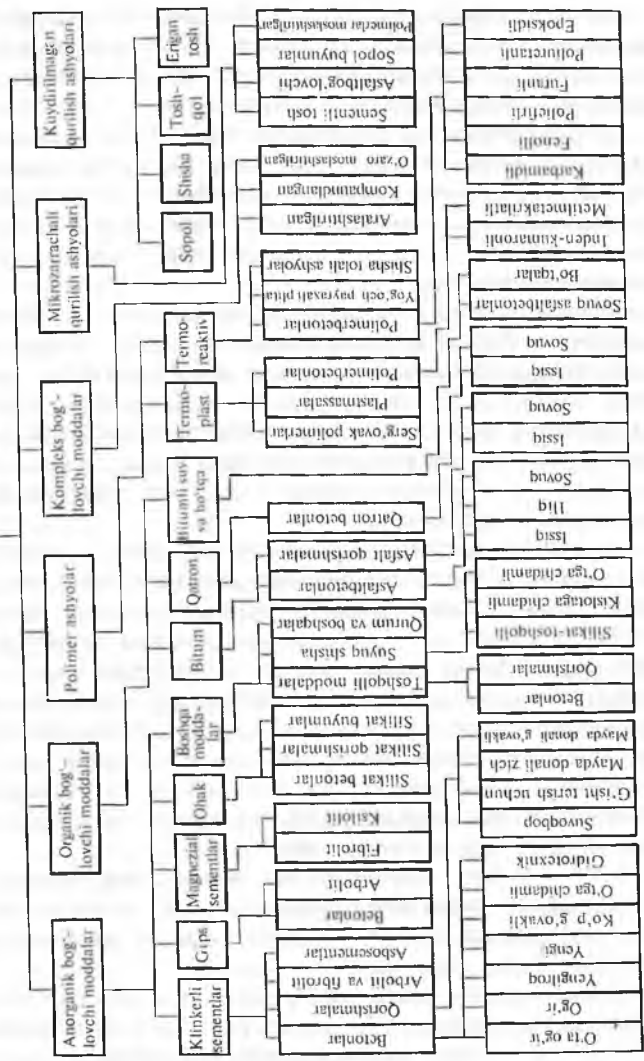 Anorganik bog'-
lovchi moddalar
Organik bog'-
lovchi moddalar
Polimer ashyolar
Kompleks bog'-
lovchi moddalar
Mikrozarrachali
qurilish ashyolari
Kuydirilmagan
qurilish ashyolari
Klinkerli
sementlar
Gips
Magnezial
sementlar
Ohak
Boshqa
modda-
lar
Bitum
Qatron
Bitumli suv
va bo'tqa
Termo-
plast
Termo-
reaktiv
Sopol
Shisha
Tosh-
qol
Erigan
tosh
Betonlar
Qorishmalar
Arbolit va fibrolit
Asbosementlar
Betonlar
Arbolit
Fibrolit
Ksilolit
Silikat betonlar
Silikat qorishmalar
Silikat buyumlar
Toshqolli moddalar
Suyuq shisha
Qurum va boshqlar
Asfaltbetonlar
Asfalt qorishmalar
Qatron betonlar
Serg'ovak polimerlar
Plastmassalar
Polimerbetonlar
Polimerbetonlar
Yog'och payraxali plita
Shisha tolali ashyolar
Aralashtirilgan
Kompaundlangan
O'zaro moslashtirilgan
Sementli tosh
Asfaltbog'lovchi
Sopol buyumlar
Polimerlar moslashtirilgan
O'ta og'ir
Og'ir
Yengilroq
Yengi
Ko'p g'ovakli
O'tga chidamli
Gidrotexnik
Suvoqbop
G'isht terish uchun
Mayda donali zich
Mayda donali g'ovakli
Betonlar
Qorishmalar
Silikat-toshqolli
Kislotaga chidamli
O'tga chidamli
Issiq
Iliq
Sovuq
Issiq
Sovuq
Issiq
Sovuq
Sovuq asfaltbetonlar
Bo'tqalar
Inden-kumaronli
Metilmetakrilatli
Karbamidli
Fenolli
Poliefirli
Furanli
Poliuretanli
Epoksidli